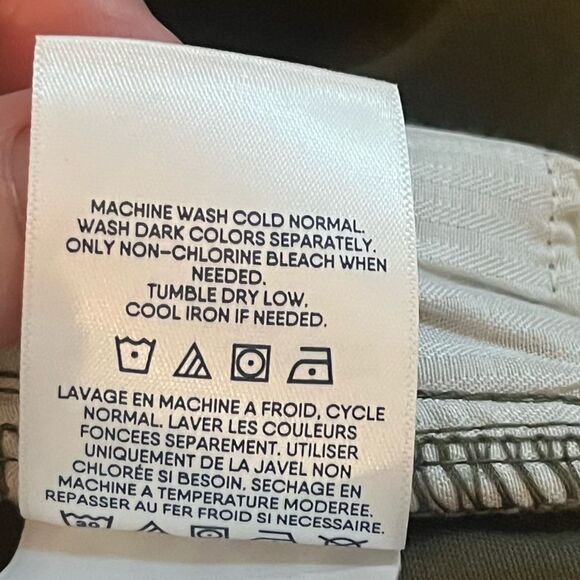 MACHINE WASH COLD NORMAL.
WASH DARK COLORS SEPARATELY.
ONLY NON-CHLORINE BLEACH WHEN
NEEDED.
TUMBLE DRY LOW.
COOL IRON IF NEEDED.
LAVAGE EN MACHINE A FROID, CYCLE
NORMAL. LAVER LES COULEURS
FONCEES SEPAREMENT. UTILISER
UNIQUEMENT DE LA JAVEL NON
CHLORÉE SI BESOIN. SECHAGE EN
MACHINE A TEMPERATURE MODEREE.
REPASSER AU FER FROID SI NECESSAIRE.
30